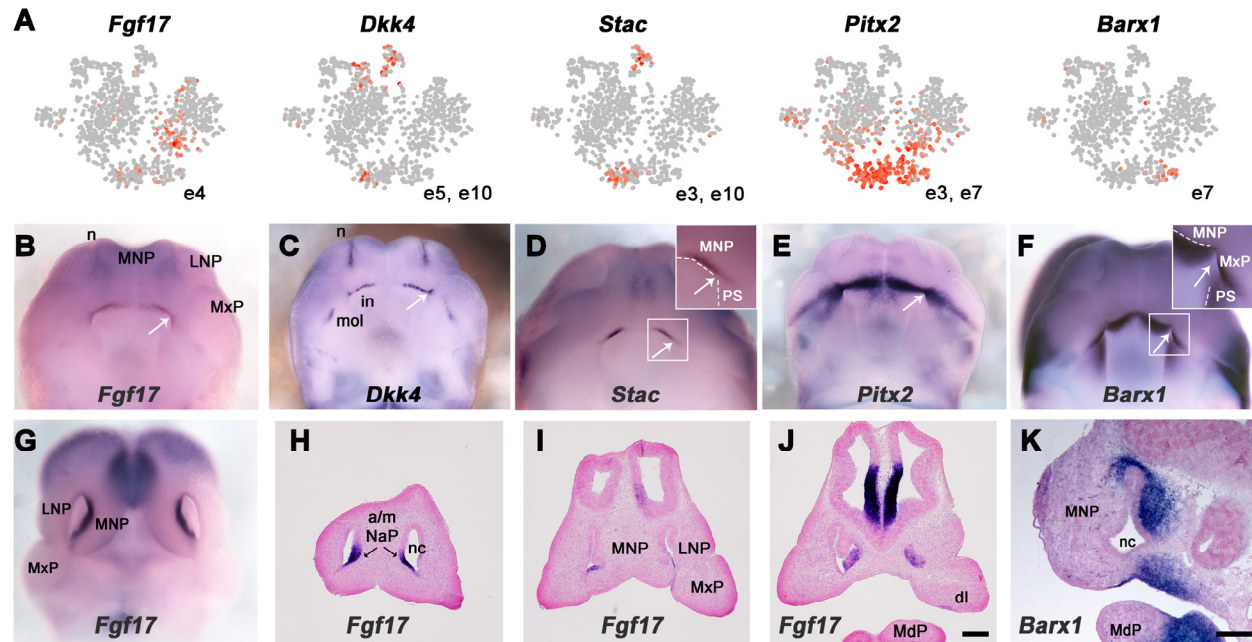 A
Fgf17
Dkk4
Stac
Pitx2
Barx1
e4
e5, e10
e3, e10
e3, e7
e7
B
n
MNP
LNP
MxP
Fgf17
C
n
in
mol
Dkk4
D
MNP
PS
Stac
E
Pitx2
F
MNP
MxP
PS
Barx1
G
LNP
MNP
MxP
Fgf17
H
a/m
NaP
nc
Fgf17
I
MNP
LNP
MxP
Fgf17
J
dl
MdP
Fgf17
K
MNP
nc
MdP
Barx1